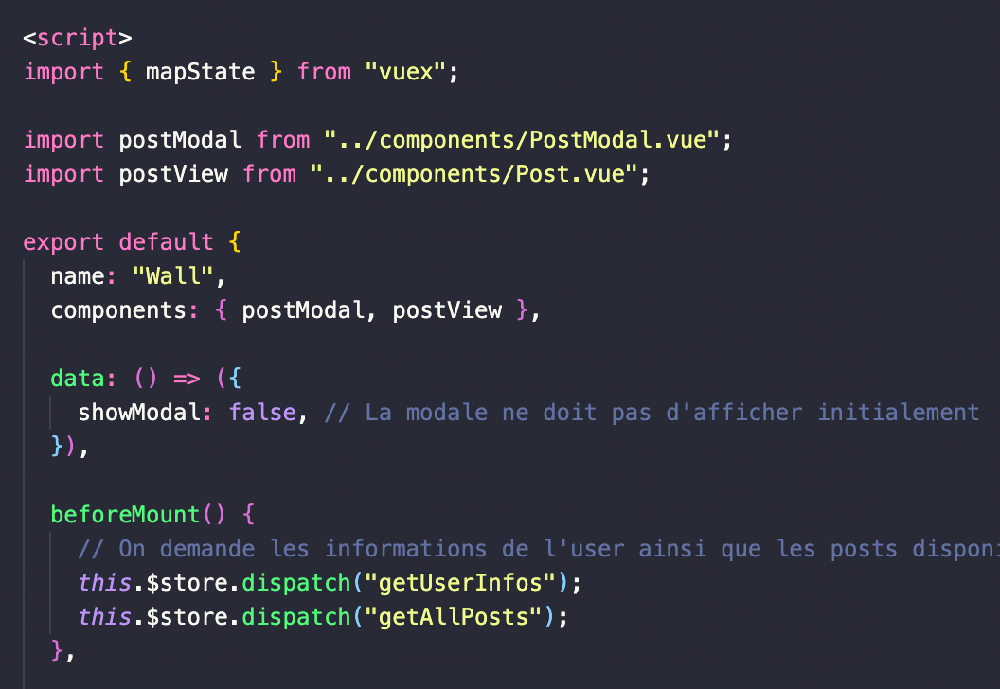 <script>
import { mapState } from "vuex";
import postModal from "../components/PostModal.vue";
import postView from "../components/Post.vue";
export default {
name: "Wall",
components: { postModal, postView },
data: () => ({
showModal: false, // La modale ne doit pas d'afficher initialement
}),
beforeMount() {
// On demande les informations de l'user ainsi que les posts
this.$store.dispatch("getUserInfos");
this.$store.dispatch("getAllPosts");
},